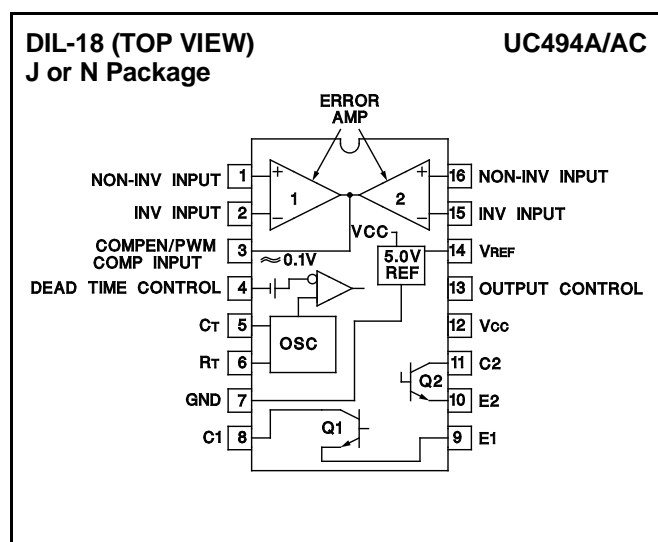 DIL-18 (TOP VIEW) UC494A/AC
J or N Package
ERROR
AMP
NON-INV INPUT 1 + 1 2 + 16 NON-INV INPUT
INV INPUT 2 − − 15 INV INPUT
COMPEN/PWM
COMP INPUT 3 ≈0.1V VCC 5.0V
REF 14 VREF
DEAD TIME CONTROL 4 13 OUTPUT CONTROL
CT 5 OSC 12 Vcc
RT 6 11 C2
Q2
GND 7 10 E2
C1 8 Q1 9 E1